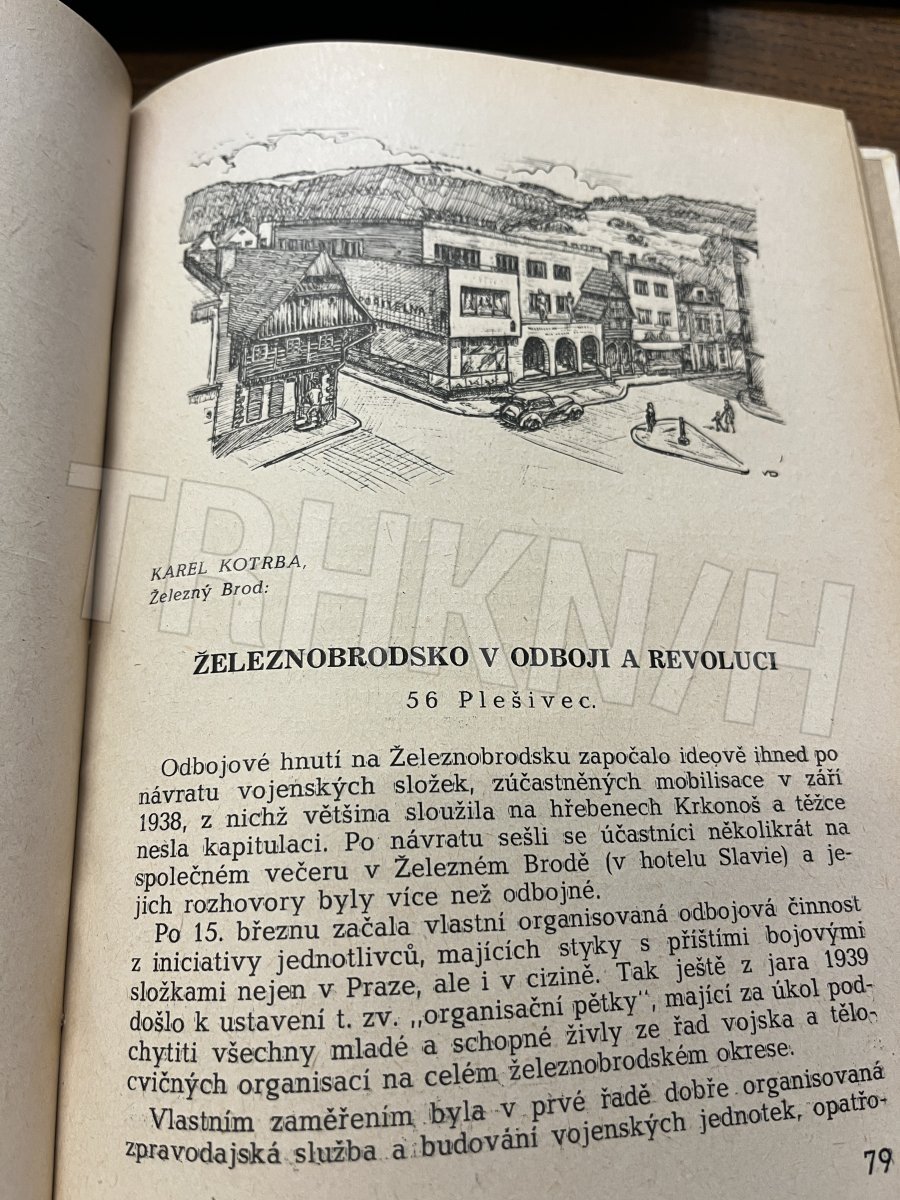 SPOŘITELNA
KAREL KOTRBA,
Železný Brod:
ŽELEZNOBRODSKO V ODBOJI A REVOLUCI
56 Plešivec.
Odbojové hnutí na Železnobrodsku započalo ideově ihned po
návratu vojenských složek, zúčastněných mobilisace v září
1938, z nichž většina sloužila na hřebenech Krkonoš a těžce
nesla kapitulaci. Po návratu sešli se účastníci několikrát na
společném večeru v Železném Brodě (v hotelu Slavie) a je-
jich rozhovory byly více než odbojné.
Po 15. březnu začala vlastní organisovaná odbojová činnost
z iniciativy jednotlivců, majících styky s příštími bojovými
složkami nejen v Praze, ale i v cizině. Tak ještě z jara 1939
došlo k ustavení t. zv. „organisační pětky", mající za úkol pod-
chytiti všechny mladé a schopné živly ze řad vojska a tělo-
cvičných organisací na celém železnobrodském okrese.
Vlastním zaměřením byla v prvé řadě dobře organisovaná
zpravodajská služba a budování vojenských jednotek, opatřo-
79
TRHKN/H